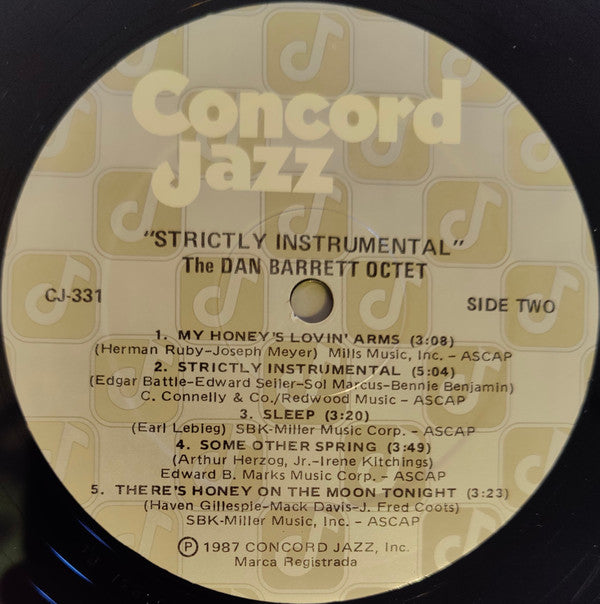 Concord
Jazz
"STRICTLY INSTRUMENTAL"
The DAN BARRETT OCTET
CJ-331
SIDE TWO
1. MY HONEY'S LOVIN' ARMS (3:08)
(Herman Ruby-Joseph Meyer) Mills Music, Inc. - ASCAP
2. STRICTLY INSTRUMENTAL (5:04)
(Edgar Battle-Edward Seiler-Sol Marcus-Bennie Benjamin)
C. Connelly & Co./Redwood Music - ASCAP
3. SLEEP (3:20)
(Earl Lebieg) SBK-Miller Music Corp. - ASCAP
4. SOME OTHER SPRING (3:49)
(Arthur Herzog, Jr.-Irene Kitchings)
Edward B. Marks Music Corp. - ASCAP
5. THERE'S HONEY ON THE MOON TONIGHT (3:23)
(Haven Gillespie-Mack Davis-J. Fred Coots)
SBK-Miller Music, Inc. - ASCAP
℗ 1987 CONCORD JAZZ, Inc.
Marca Registrada